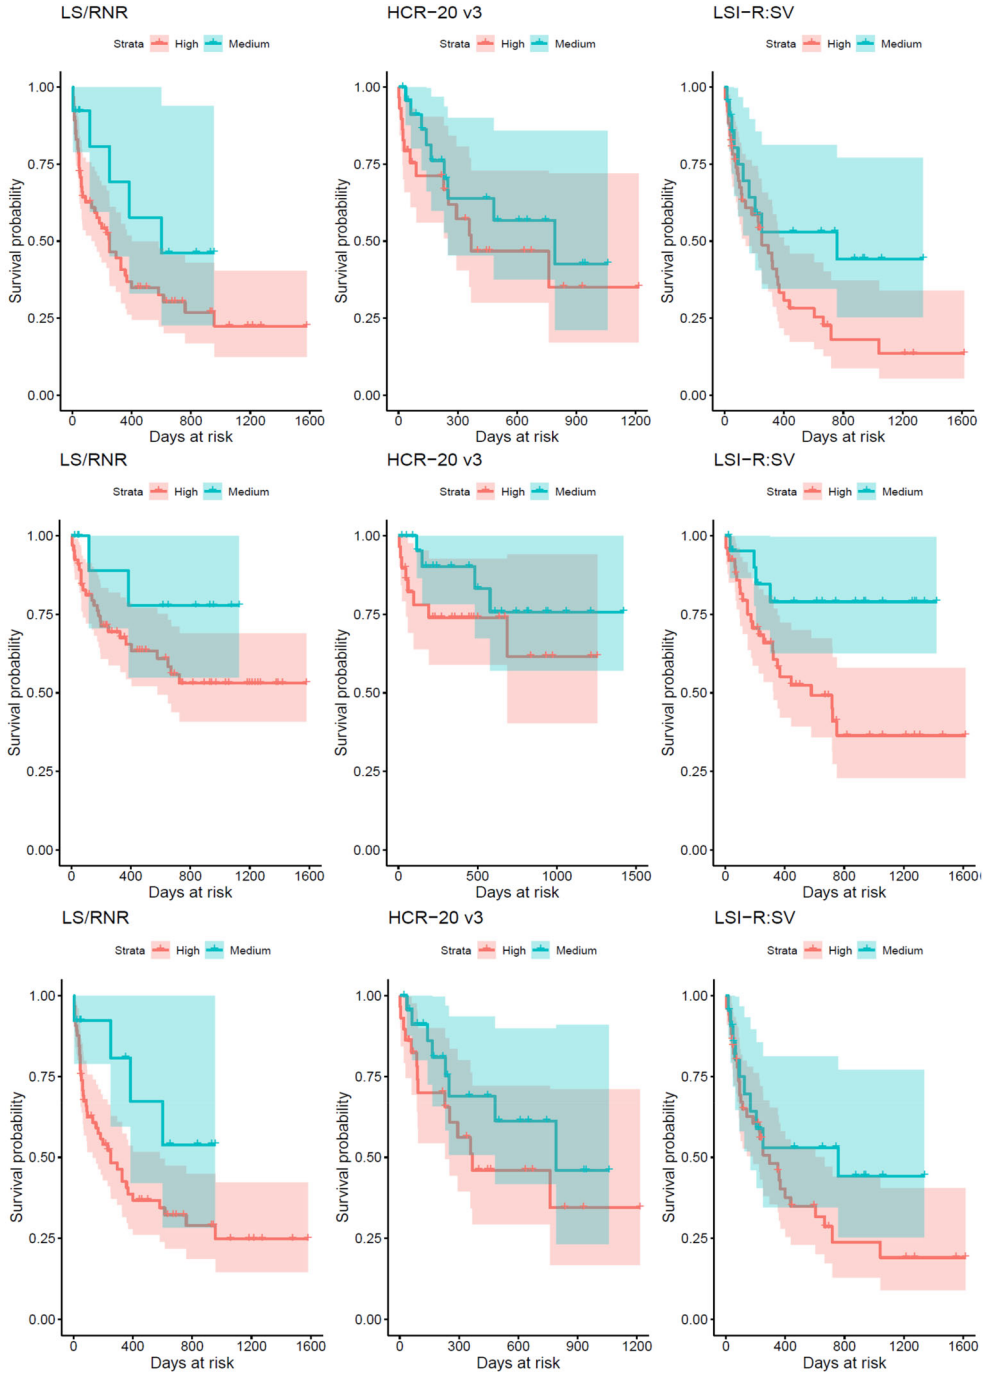 LS/RNR
HCR−20 v3
LSI−R:SV
Strata High Medium
Strata High Medium
Strata High Medium
Survival probability
1.00
0.75
0.50
0.25
0.00
0 400 800 1200 1600
Days at risk
Survival probability
1.00
0.75
0.50
0.25
0.00
0 300 600 900 1200
Days at risk
Survival probability
1.00
0.75
0.50
0.25
0.00
0 400 800 1200 1600
Days at risk
LS/RNR
HCR−20 v3
LSI−R:SV
Strata High Medium
Strata High Medium
Strata High Medium
Survival probability
1.00
0.75
0.50
0.25
0.00
0 400 800 1200 1600
Days at risk
Survival probability
1.00
0.75
0.50
0.25
0.00
0 500 1000 1500
Days at risk
Survival probability
1.00
0.75
0.50
0.25
0.00
0 400 800 1200 1600
Days at risk
LS/RNR
HCR−20 v3
LSI−R:SV
Strata High Medium
Strata High Medium
Strata High Medium
Survival probability
1.00
0.75
0.50
0.25
0.00
0 400 800 1200 1600
Days at risk
Survival probability
1.00
0.75
0.50
0.25
0.00
0 300 600 900 1200
Days at risk
Survival probability
1.00
0.75
0.50
0.25
0.00
0 400 800 1200 1600
Days at risk